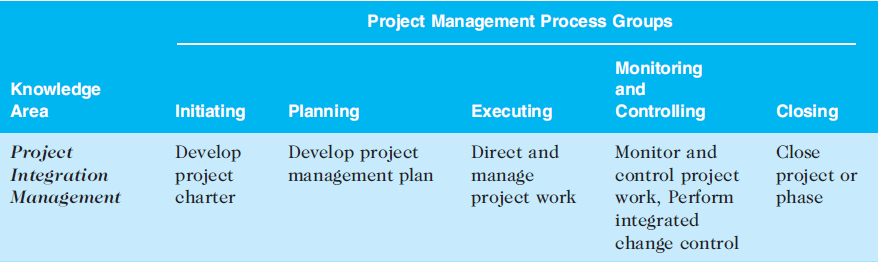 Project Management Process Groups
Knowledge
Area
Initiating
Planning
Executing
Monitoring
and
Controlling
Closing
Project
Integration
Management
Develop
project
charter
Develop project
management plan
Direct and
manage
project work
Monitor and
control project
work, Perform
integrated
change control
Close
project or
phase